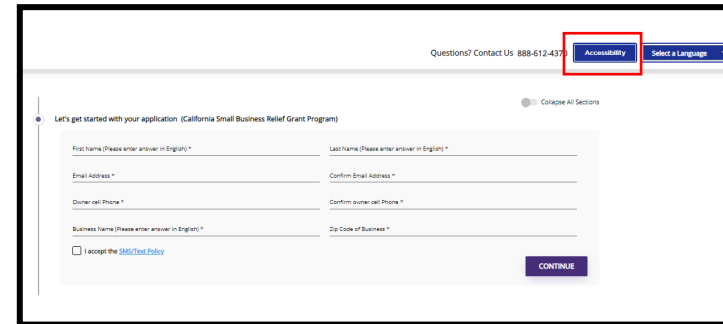 Questions? Contact Us 888-612-4370 Accessibility Select a Language
Collapse All Sections
Let's get started with your application (California Small Business Relief Grant Program)
First Name (Please enter answer in English) * Last Name (Please enter answer in English) *
Email Address * Confirm Email Address *
Owner cell Phone * Confirm owner cell Phone *
Business Name (Please enter answer in English) * Zip Code of Business *
I accept the SMS/Text Policy
CONTINUE